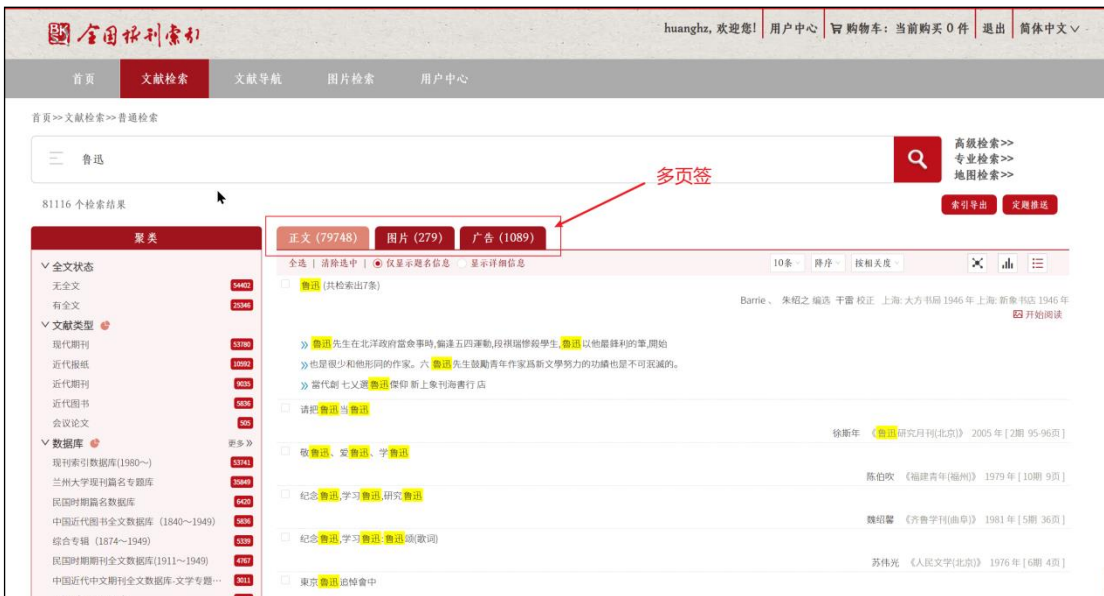 全国报刊索引
huanghz, 欢迎您! 用户中心 购物车: 当前购买 0 件 退出 简体中文
首页 文献检索 文献导航 图片检索 用户中心
首页>>文献检索>>普通检索
鲁迅
高级检索>>
专业检索>>
地图检索>>
多页签
81116 个检索结果
索引导出 定题推送
聚类
正文 (79748) 图片 (279) 广告 (1089)
全选 | 清除选中 | 仅显示题名信息 显示详细信息
10条 降序 按相关度
全文状态
无全文 54402
有全文 25346
文献类型
现代期刊 53780
近代报纸 10592
近代期刊 9035
近代图书 5836
会议论文 505
数据库 更多》
现刊索引数据库(1980～) 53741
兰州大学现刊篇名专题库 35849
民国时期篇名数据库 6420
中国近代图书全文数据库（1840～1949) 5836
综合专辑（1874～1949) 5339
民国时期期刊全文数据库(1911～1949) 4767
中国近代中文期刊全文数据库-文学专题… 3011
鲁迅 (共检索出7条)
Barrie 、 朱绍之 编选 干雷 校正 上海: 大方书局 1946 年 上海: 新象书店 1946 年
开始阅读
» 鲁迅先生在北洋政府當僉事時,偏逢五四運動,段祺瑞慘殺學生,鲁迅以他最鋒利的筆,開始
»也是很少和他形同的作家。六 鲁迅先生鼓勵青年作家爲新文學努力的功績也是不可泯滅的。
» 當代創 七乂選鲁迅傑仰 新上象刊海書行 店
请把鲁迅当鲁迅
徐斯年 《鲁迅研究月刊(北京)》 2005 年 [ 2期 95-96页 ]
敬鲁迅、爱鲁迅、学鲁迅
陈伯吹 《福建青年(福州)》 1979 年 [ 10期 9页 ]
纪念鲁迅,学习鲁迅,研究鲁迅
魏绍馨 《齐鲁学刊(曲阜)》 1981 年 [ 5期 36页 ]
纪念鲁迅,学习鲁迅:鲁迅颂(歌词)
苏伟光 《人民文学(北京)》 1976 年 [ 6期 4页 ]
東京鲁迅追悼會中